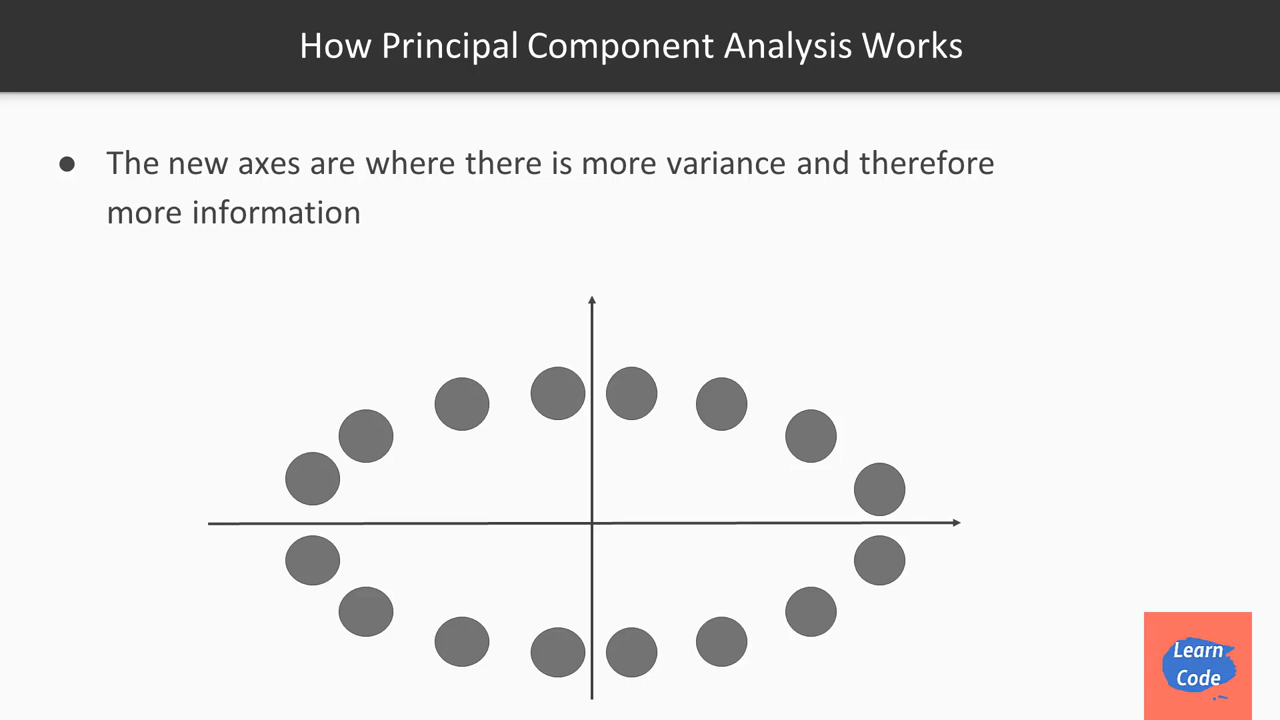 How Principal Component Analysis Works
● The new axes are where there is more variance and therefore
more information
Learn
Code